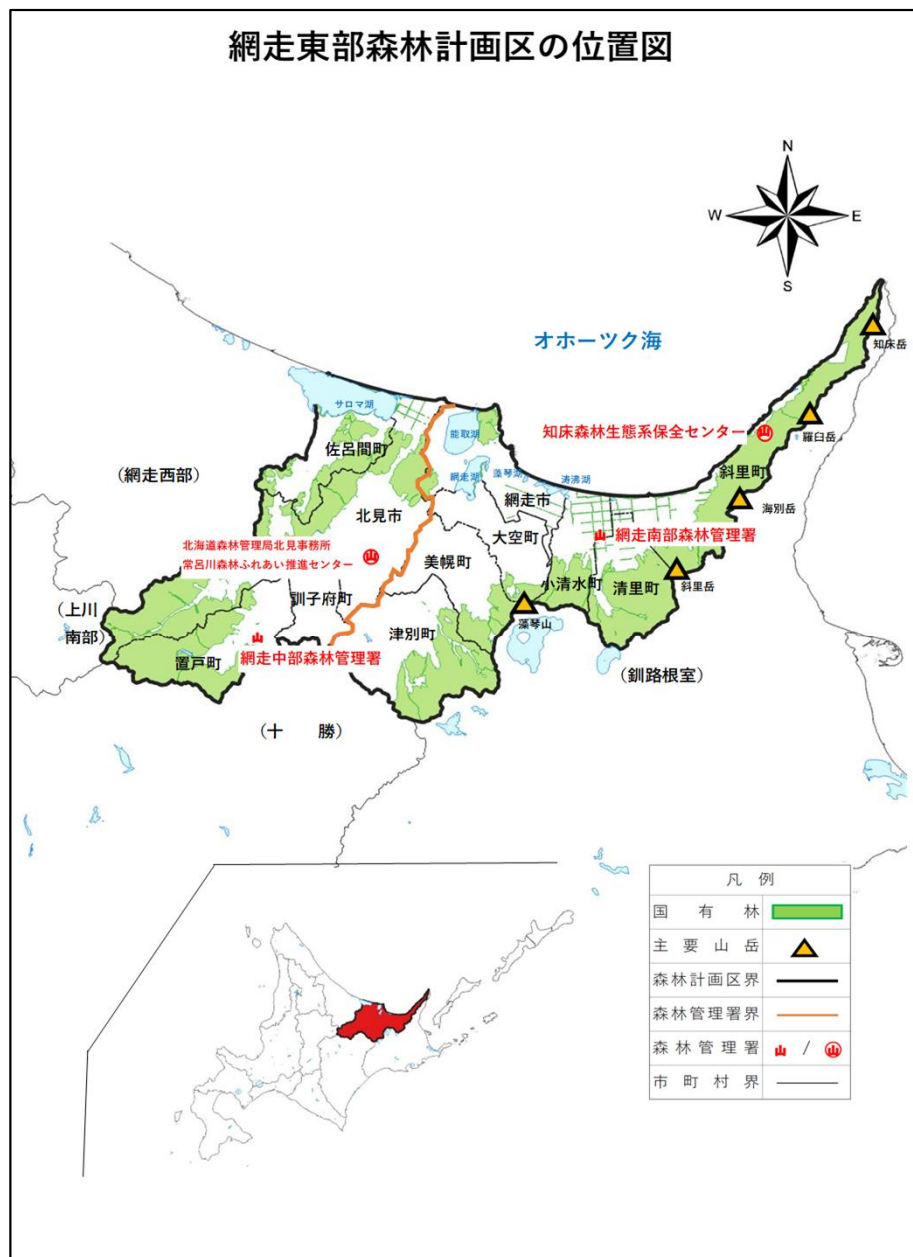 網走東部森林計画区の位置図
N
W
E
S
オホーツク海
知床岳
サロマ湖
能取湖
知床森林生態系保全センター
羅臼岳
佐呂間町
斜里町
(網走西部)
網走湖
藻琴湖
涛沸湖
網走市
海別岳
北見市
大空町
網走南部森林管理署
北海道森林管理局北見事務所
常呂川森林ふれあい推進センター
美幌町
小清水町
清里町
斜里岳
(上川
南部)
訓子府町
藻琴山
津別町
置戸町
網走中部森林管理署
(釧路根室)
(十 勝)
凡 例
国 有 林
主 要 山 岳
森林計画区界
森林管理署界
森林管理署
/
市 町 村 界